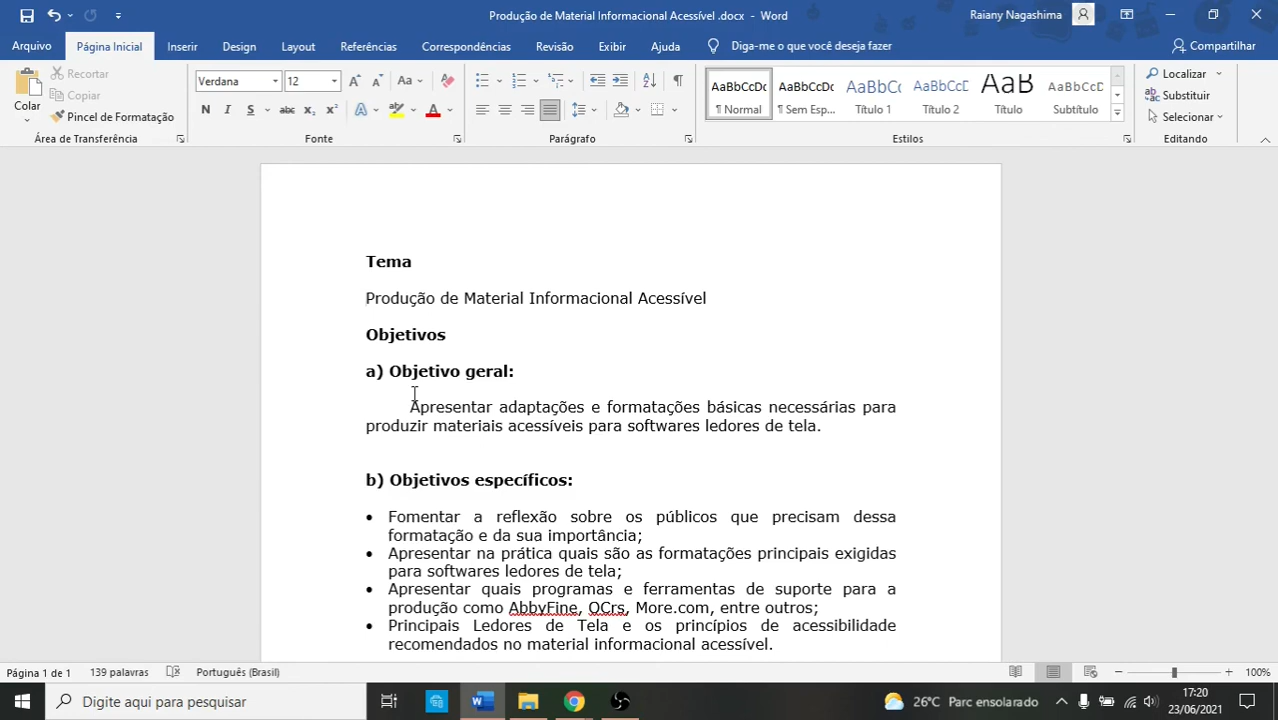 Produção de Material Informacional Acessível .docx - Word
Raiany Nagashima
Arquivo Página Inicial Inserir Design Layout Referências Correspondências Revisão Exibir Ajuda Diga-me o que você deseja fazer Compartilhar
Colar
Recortar
Copiar
Pincel de Formatação
Área de Transferência
Verdana 12
Aa
N I S abc x₂ x² A A
Fonte
Parágrafo
AaBbCcDc AaBbCcDc AaBbCc AaBbCcD AaB AaBbCcD
¶ Normal ¶ Sem Esp... Título 1 Título 2 Título Subtítulo
Estilos
Localizar
Substituir
Selecionar
Editando
Tema
Produção de Material Informacional Acessível
Objetivos
a) Objetivo geral:
Apresentar adaptações e formatações básicas necessárias para
produzir materiais acessíveis para softwares ledores de tela.
b) Objetivos específicos:
• Fomentar a reflexão sobre os públicos que precisam dessa
formatação e da sua importância;
• Apresentar na prática quais são as formatações principais exigidas
para softwares ledores de tela;
• Apresentar quais programas e ferramentas de suporte para a
produção como AbbyFine, OCrs, More.com, entre outros;
• Principais Ledores de Tela e os princípios de acessibilidade
recomendados no material informacional acessível.
Página 1 de 1 139 palavras Português (Brasil) 100%
Digite aqui para pesquisar
26°C Parc ensolarado
17:20
23/06/2021